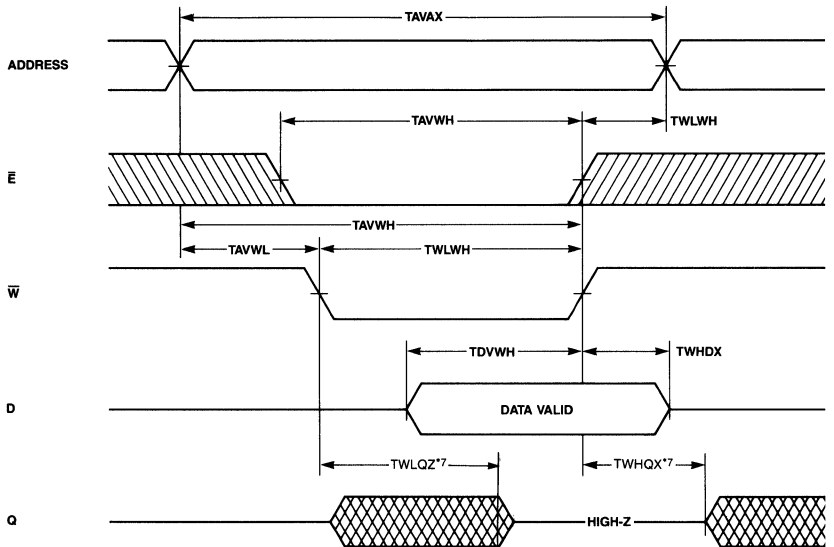 TAVAX
ADDRESS
TAVWH TWLWH
E̅
TAVWH
TAVWL TWLWH
W̅
TDVWH TWHDX
D DATA VALID
TWLQZ*7 TWHQX*7
Q HIGH-Z